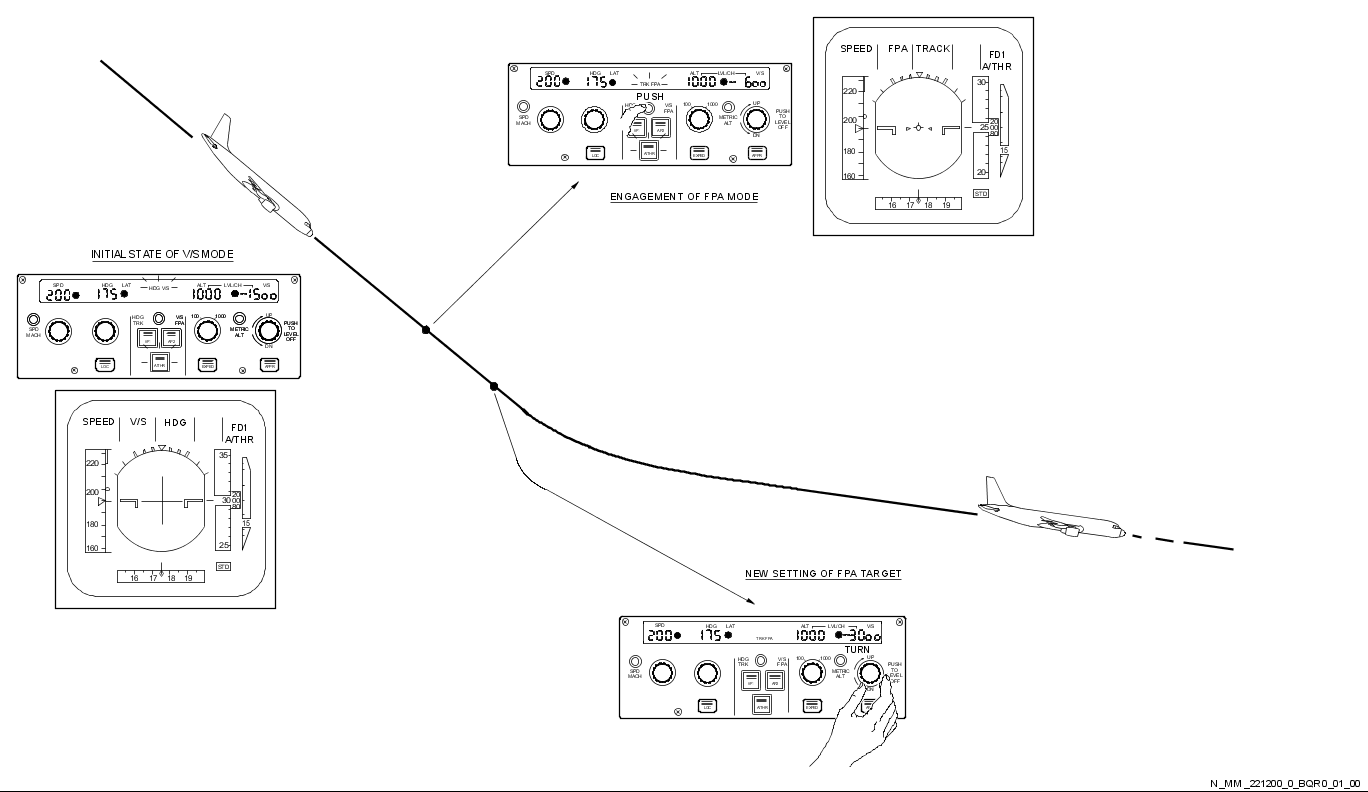 SPEED FPA TRACK
FD1
A/THR
220
200
180
160
30
25
20
00
80
20
15
STD
16 17 18 19
SPD HDG LAT ALT LVL/CH V/S
200 175 TRK FPA 1000 - 600
PUSH
SPD
MACH
V/S
FPA
100 1000
METRIC
ALT
UP
DN
PUSH
TO
LEVEL
OFF
AP2
LOC A/THR EXPED APPR
ENGAGEMENT OF FPA MODE
INITIAL STATE OF V/S MODE
SPD HDG LAT ALT LVL/CH V/S
200 175 HDG V/S 1000 -1500
SPD
MACH
HDG
TRK
V/S
FPA
100 1000
METRIC
ALT
UP
DN
PUSH
TO
LEVEL
OFF
AP2
LOC A/THR EXPED APPR
SPEED V/S HDG
FD1
A/THR
220
200
180
160
35
30
20
00
80
25
15
STD
16 17 18 19
NEW SETTING OF FPA TARGET
SPD HDG LAT ALT LVL/CH V/S
200 175 TRK FPA 1000 -3000
TURN
SPD
MACH
HDG
TRK
V/S
FPA
100 1000
METRIC
ALT
UP
DN
PUSH
TO
LEVEL
OFF
AP2
LOC A/THR EXPED
N_MM_221200_0_BQR0_01_00